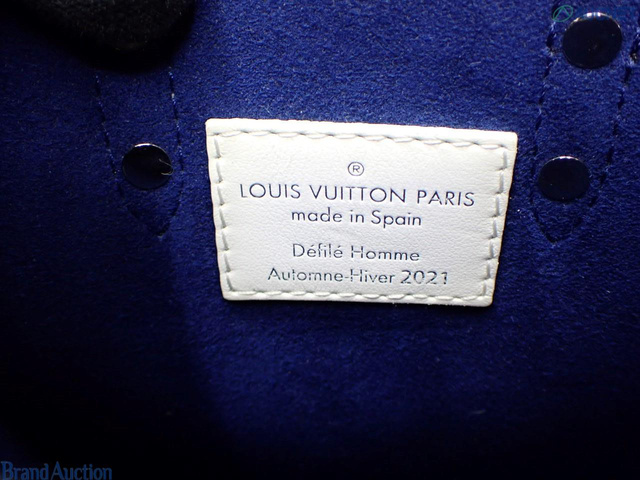 ®
LOUIS VUITTON PARIS
made in Spain
Défilé Homme
Automne-Hiver 2021
BrandAuction